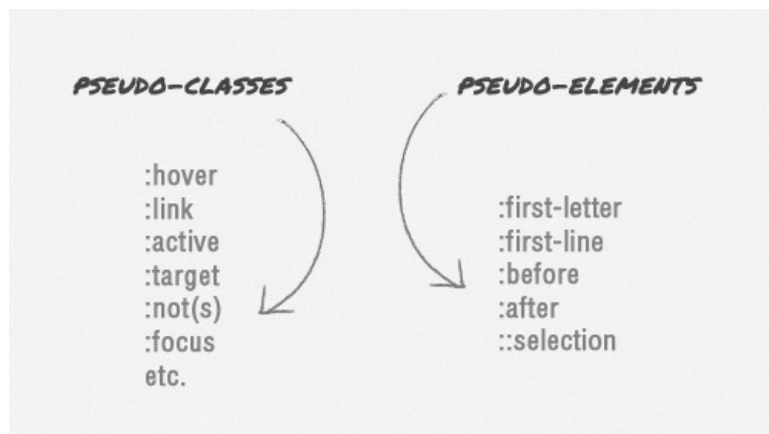 PSEUDO-CLASSES
:hover
:link
:active
:target
:not(s)
:focus
etc.
PSEUDO-ELEMENTS
:first-letter
:first-line
:before
:after
::selection